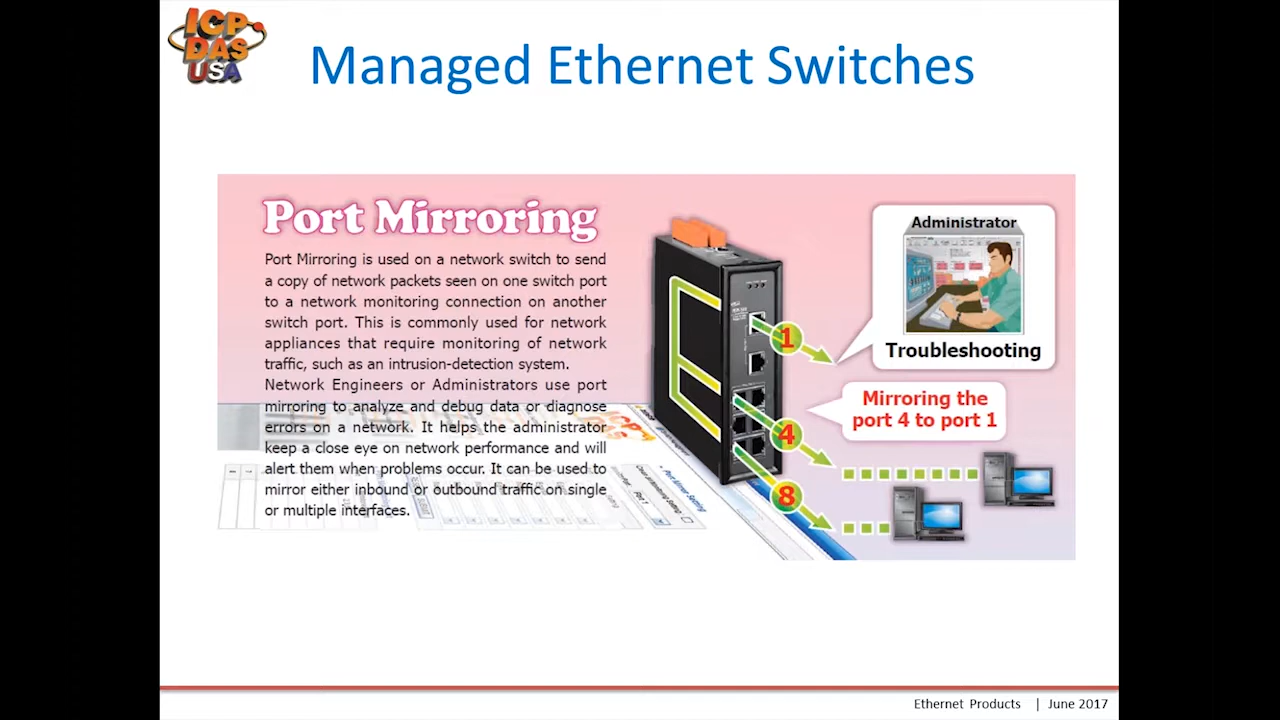 ICP
DAS
USA
Managed Ethernet Switches
Port Mirroring
Port Mirroring is used on a network switch to send
a copy of network packets seen on one switch port
to a network monitoring connection on another
switch port. This is commonly used for network
appliances that require monitoring of network
traffic, such as an intrusion-detection system.
Network Engineers or Administrators use port
mirroring to analyze and debug data or diagnose
errors on a network. It helps the administrator
keep a close eye on network performance and will
alert them when problems occur. It can be used to
mirror either inbound or outbound traffic on single
or multiple interfaces.
Administrator
Troubleshooting
1
Mirroring the
port 4 to port 1
4
8
Port Mirror Setting
Port 1
Ethernet Products | June 2017